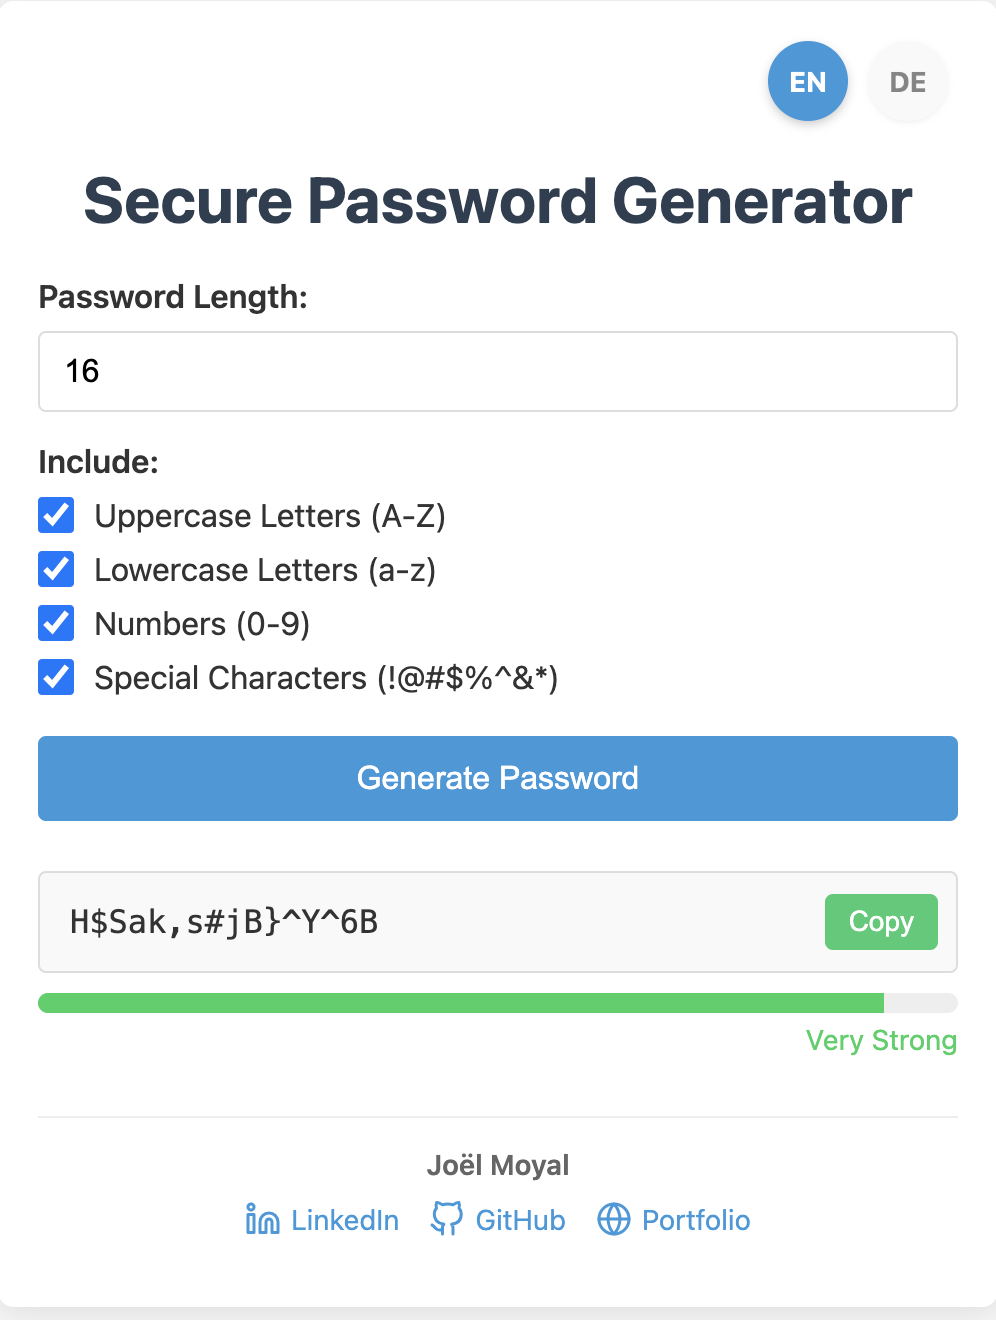 EN DE
Secure Password Generator
Password Length:
16
Include:
Uppercase Letters (A-Z)
Lowercase Letters (a-z)
Numbers (0-9)
Special Characters (!@#$%^&*)
Generate Password
H$Sak,s#jB}^Y^6B Copy
Very Strong
Joël Moyal
LinkedIn GitHub Portfolio